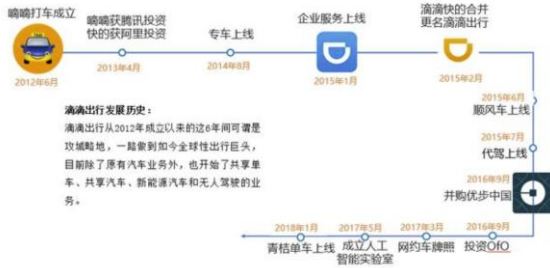 嘀嘀打车成立
2012年6月
嘀嘀获腾讯投资
快的获阿里投资
2013年4月
专车上线
2014年8月
企业服务上线
2015年1月
滴滴快的合并
更名滴滴出行
2015年2月
2015年6月
顺风车上线
2015年7月
代驾上线
2016年9月
并购优步中国
2016年9月
投资OfO
2017年3月
网约车牌照
2017年5月
成立人工
智能实验室
2018年1月
青桔单车上线
滴滴出行发展历史：
滴滴出行从2012年成立以来的这6年间可谓是
攻城略地，一路做到如今全球性出行巨头，
目前除了原有汽车业务外，也开始了共享单
车、共享汽车、新能源汽车和无人驾驶的业
务。